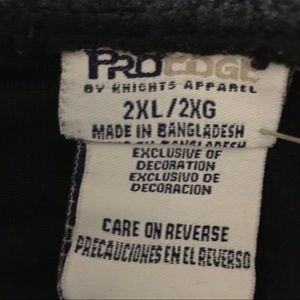 PROEDGE
BY KNIGHTS APPAREL
2XL/2XG
MADE IN BANGLADESH
EXCLUSIVE OF
DECORATION
EXCLUSIVO DE
DECORACION
CARE ON REVERSE
PRECAUCIONES EN EL REVERSO